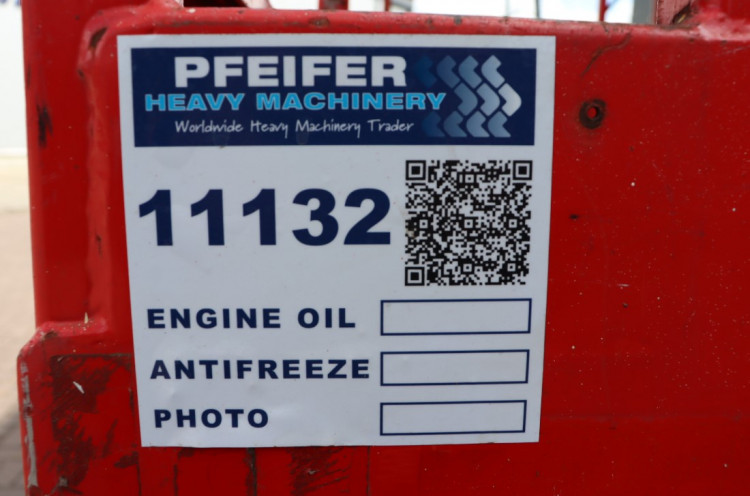 PFEIFER
HEAVY MACHINERY
Worldwide Heavy Machinery Trader
11132
ENGINE OIL
ANTIFREEZE
PHOTO